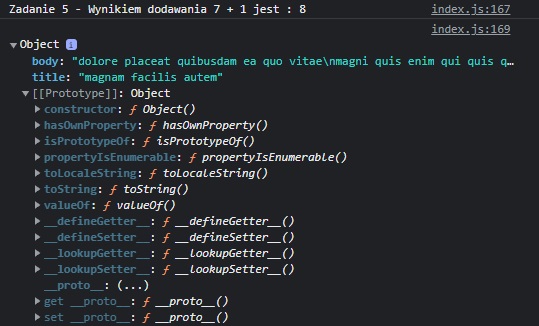 Zadanie 5 - Wynikiem dodawania 7 + 1 jest : 8 index.js:167
index.js:169
Object i
body: "dolore placeat quibusdam ea quo vitae\nmagni quis enim qui quis q…
title: "magnam facilis autem"
[[Prototype]]: Object
constructor: ƒ Object()
hasOwnProperty: ƒ hasOwnProperty()
isPrototypeOf: ƒ isPrototypeOf()
propertyIsEnumerable: ƒ propertyIsEnumerable()
toLocaleString: ƒ toLocaleString()
toString: ƒ toString()
valueOf: ƒ valueOf()
__defineGetter__: ƒ __defineGetter__()
__defineSetter__: ƒ __defineSetter__()
__lookupGetter__: ƒ __lookupGetter__()
__lookupSetter__: ƒ __lookupSetter__()
__proto__: (...)
get __proto__: ƒ __proto__()
set __proto__: ƒ __proto__()